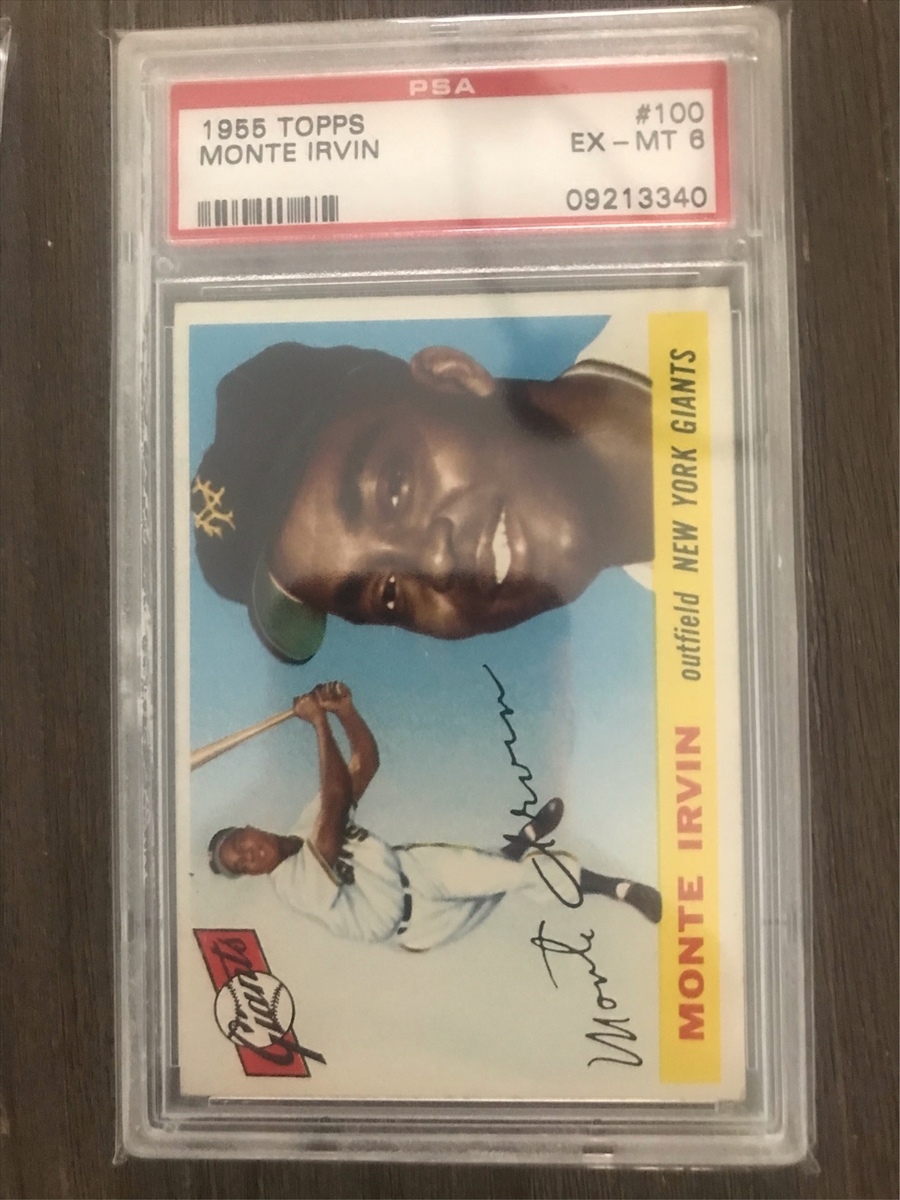 PSA
1955 TOPPS #100
MONTE IRVIN EX-MT 6
09213340
MONTE IRVIN outfield NEW YORK GIANTS
Monte Irvin
Giants
NY